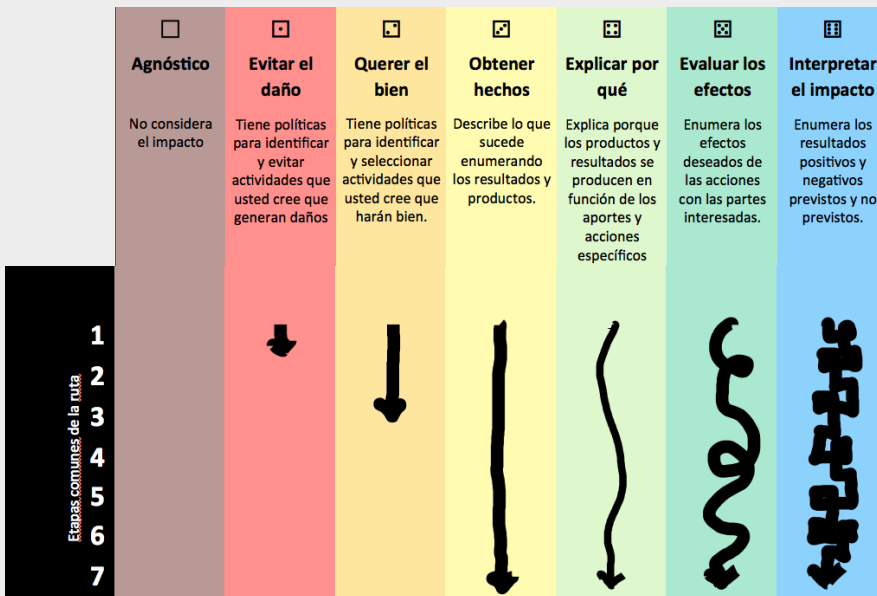 Agnóstico
No considera
el impacto
Evitar el
daño
Tiene políticas
para identificar
y evitar
actividades que
usted cree que
generan daños
Querer el
bien
Tiene políticas
para identificar
y seleccionar
actividades que
usted cree que
harán bien.
Obtener
hechos
Describe lo que
sucede
enumerando
los resultados y
productos.
Explicar por
qué
Explica porque
los productos y
resultados se
producen en
función de los
aportes y
acciones
específicos
Evaluar los
efectos
Enumera los
efectos
deseados de
las acciones
con las partes
interesadas.
Interpretar
el impacto
Enumera los
resultados
positivos y
negativos
previstos y no
previstos.
Etapas comunes de la ruta
1
2
3
4
5
6
7